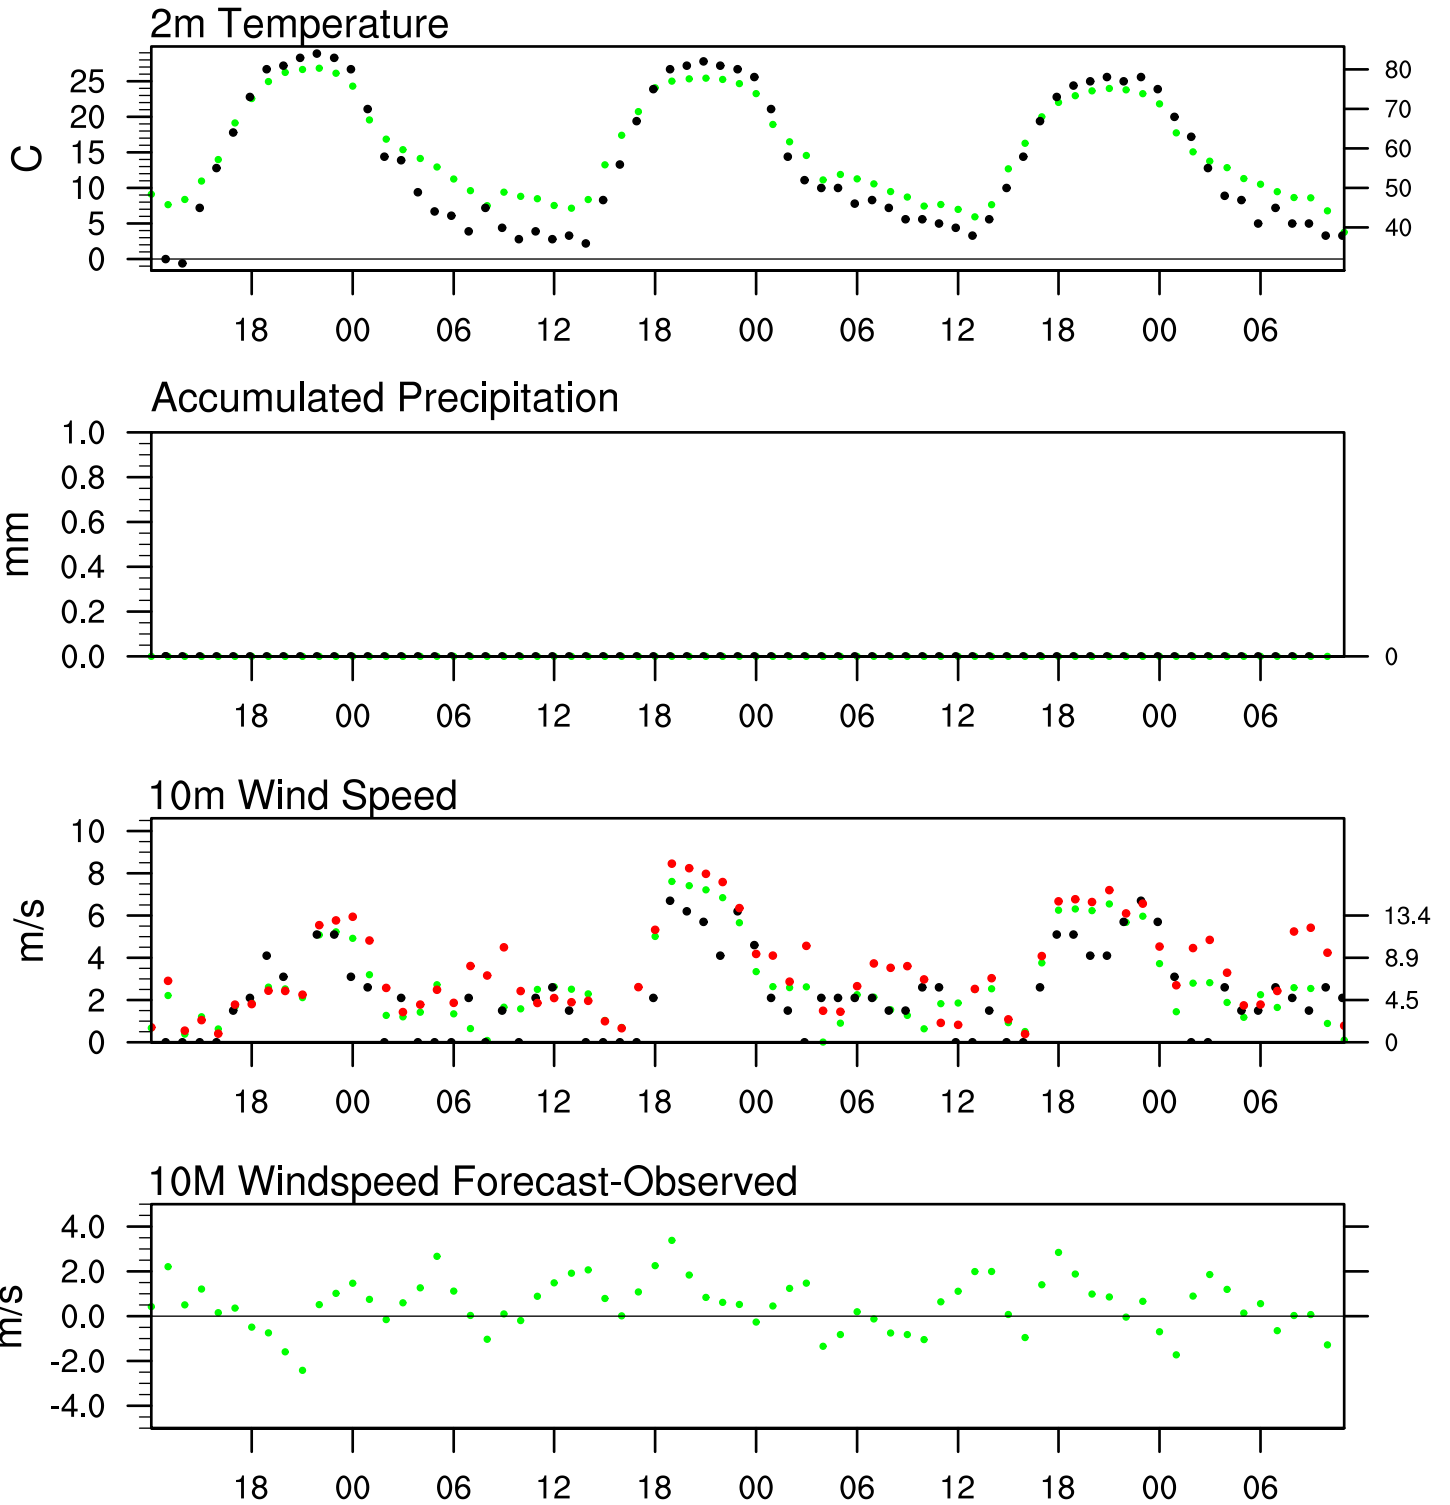 2m Temperature
C
25
20
15
10
5
0
80
70
60
50
40
18 00 06 12 18 00 06 12 18 00 06
Accumulated Precipitation
mm
1.0
0.8
0.6
0.4
0.2
0.0
0
18 00 06 12 18 00 06 12 18 00 06
10m Wind Speed
m/s
10
8
6
4
2
0
13.4
8.9
4.5
0
18 00 06 12 18 00 06 12 18 00 06
10M Windspeed Forecast-Observed
m/s
4.0
2.0
0.0
-2.0
-4.0
18 00 06 12 18 00 06 12 18 00 06